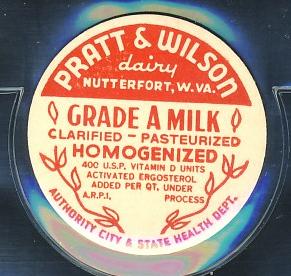 PRATT & WILSON
dairy
NUTTERFORT, W. VA.
GRADE A MILK
CLARIFIED - PASTEURIZED
HOMOGENIZED
400 U.S.P. VITAMIN D UNITS
ACTIVATED ERGOSTEROL
ADDED PER QT. UNDER
A.R.P.I. PROCESS
AUTHORITY CITY & STATE HEALTH DEPT.